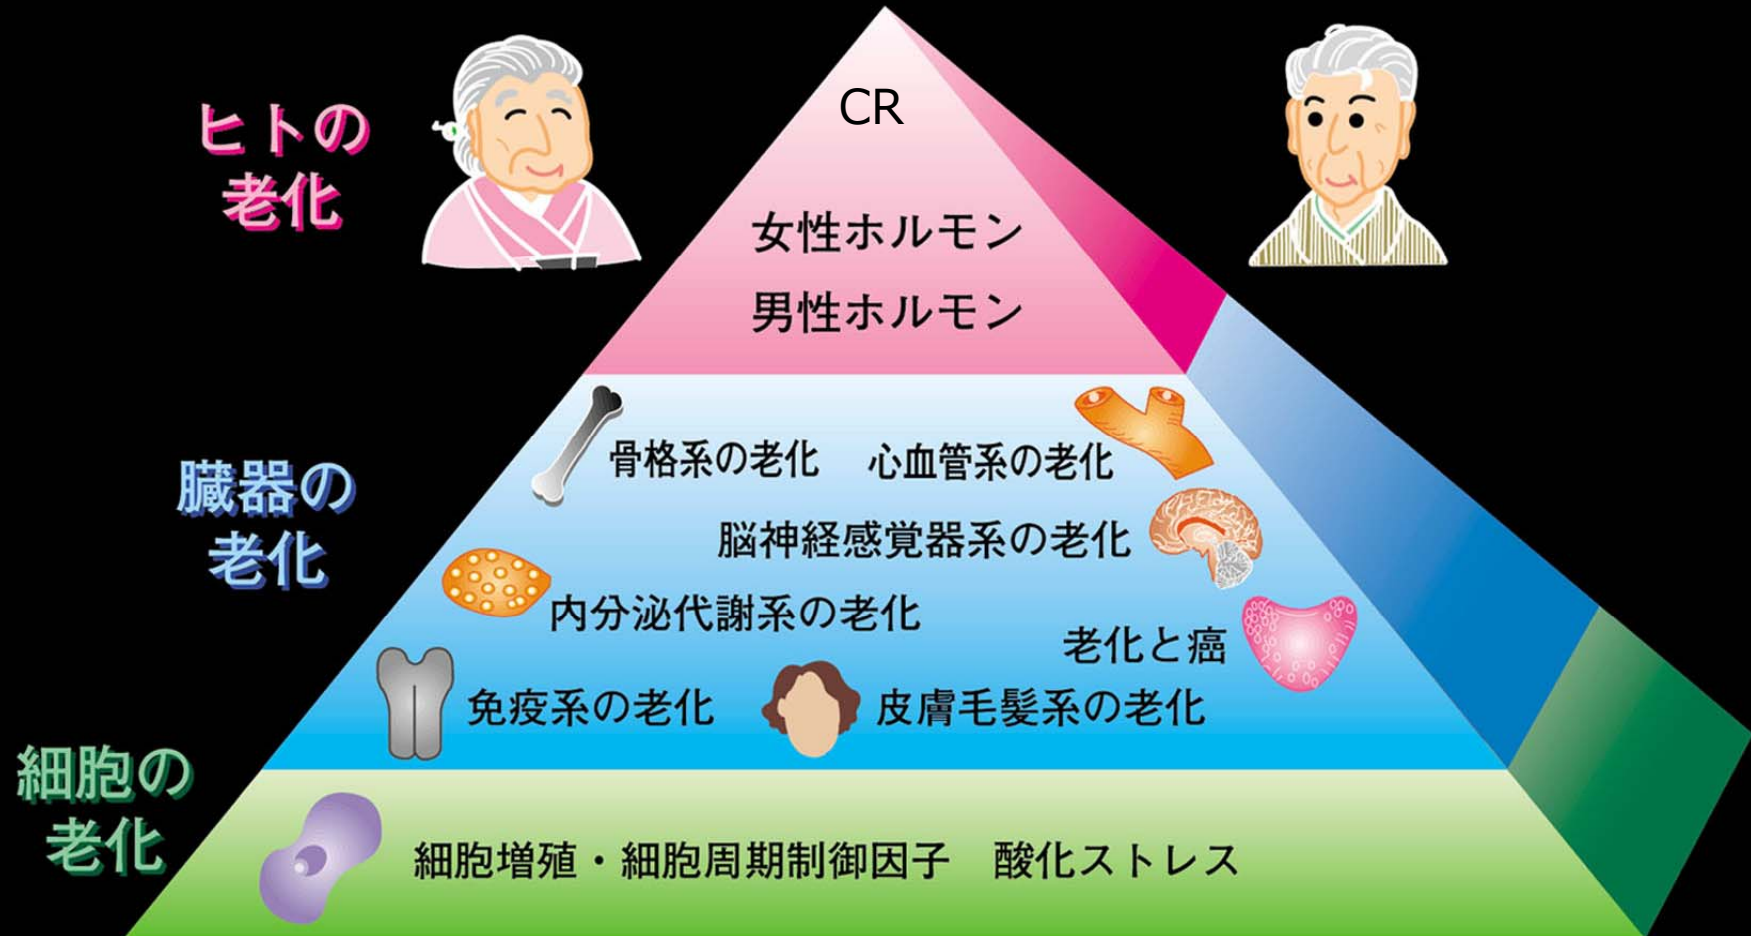 ヒトの
老化
CR
女性ホルモン
男性ホルモン
臓器の
老化
骨格系の老化 心血管系の老化
脳神経感覚器系の老化
内分泌代謝系の老化
老化と癌
免疫系の老化 皮膚毛髪系の老化
細胞の
老化
細胞増殖・細胞周期制御因子 酸化ストレス